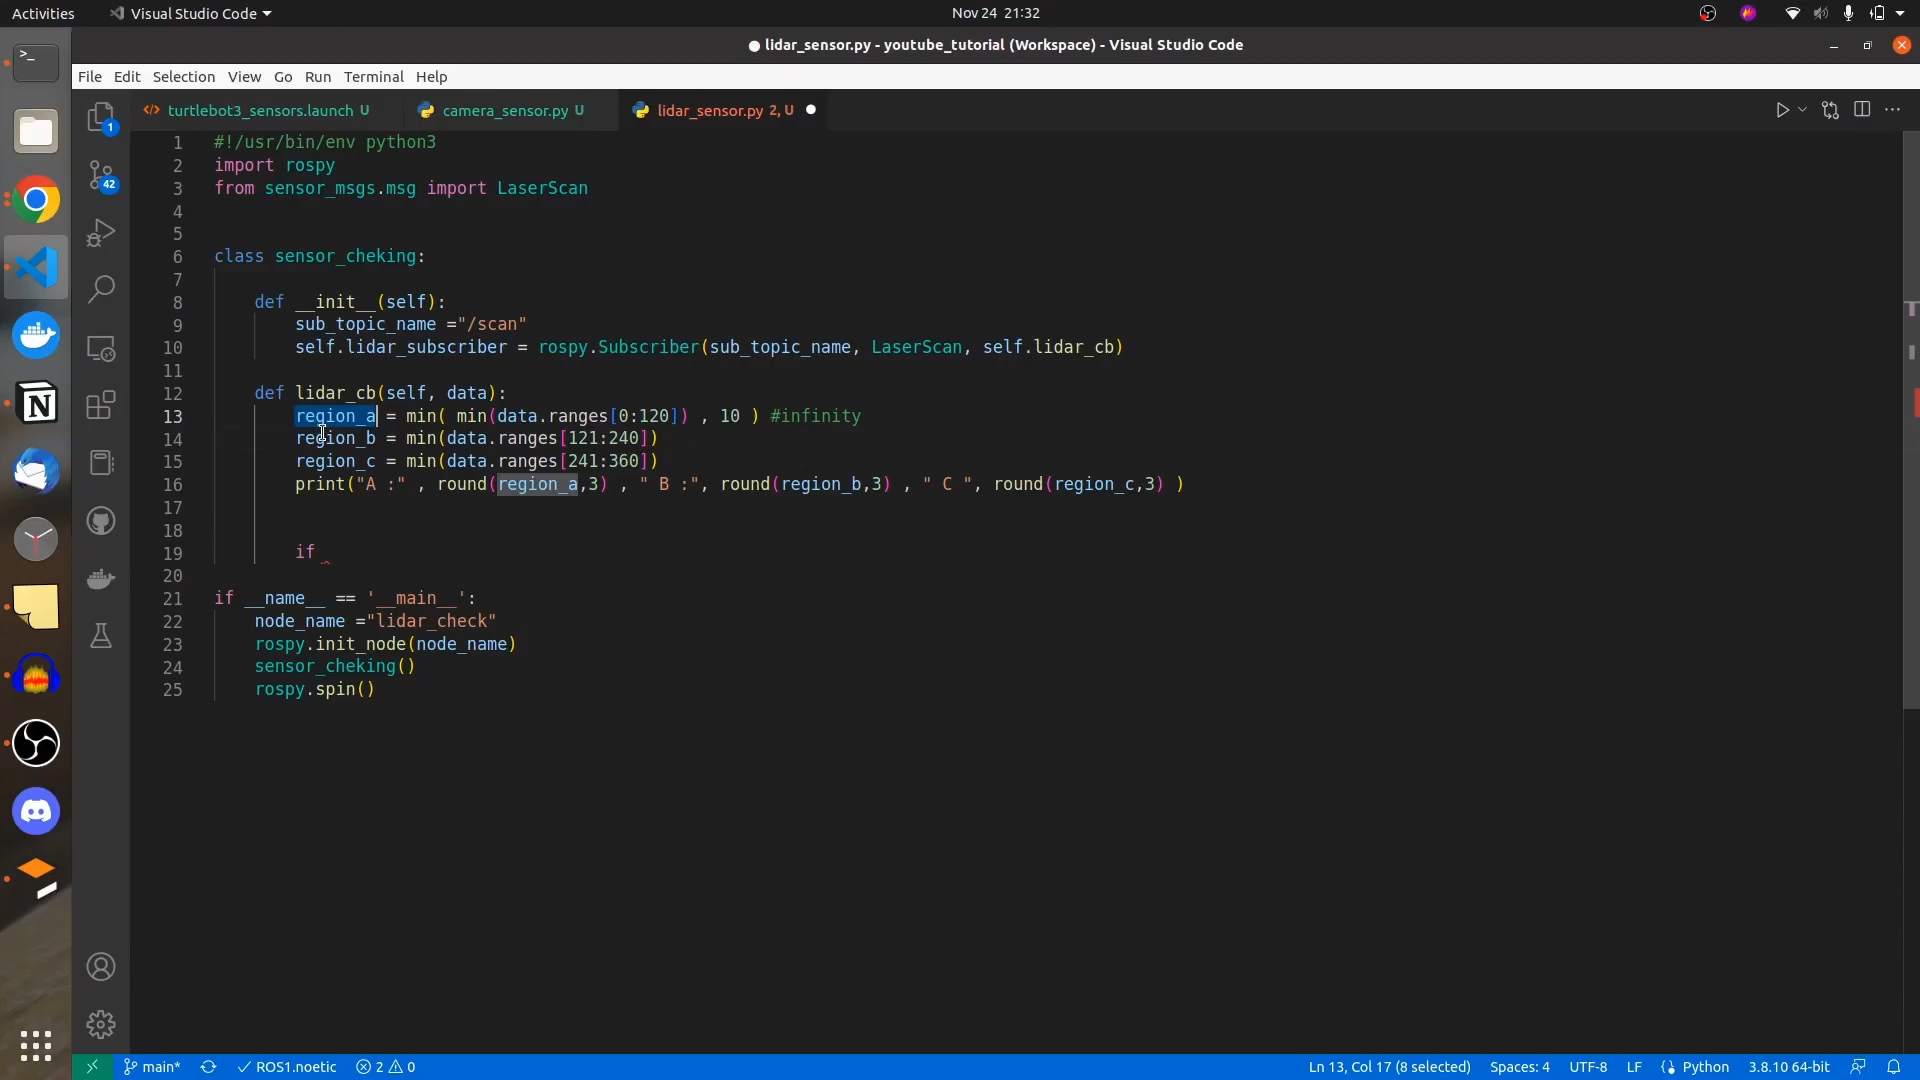 Activities Visual Studio Code Nov 24 21:32
lidar_sensor.py - youtube_tutorial (Workspace) - Visual Studio Code
File Edit Selection View Go Run Terminal Help
turtlebot3_sensors.launch U camera_sensor.py U lidar_sensor.py 2, U
1 #!/usr/bin/env python3
2 import rospy
3 from sensor_msgs.msg import LaserScan
4
5
6 class sensor_cheking:
7
8 def __init__(self):
9 sub_topic_name ="/scan"
10 self.lidar_subscriber = rospy.Subscriber(sub_topic_name, LaserScan, self.lidar_cb)
11
12 def lidar_cb(self, data):
13 region_a = min( min(data.ranges[0:120]) , 10 ) #infinity
14 region_b = min(data.ranges[121:240])
15 region_c = min(data.ranges[241:360])
16 print("A :" , round(region_a,3) , " B :", round(region_b,3) , " C ", round(region_c,3) )
17
18
19 if
20
21 if __name__ == '__main__':
22 node_name ="lidar_check"
23 rospy.init_node(node_name)
24 sensor_cheking()
25 rospy.spin()
1
42
main* ROS1.noetic 2 0 Ln 13, Col 17 (8 selected) Spaces: 4 UTF-8 LF Python 3.8.10 64-bit